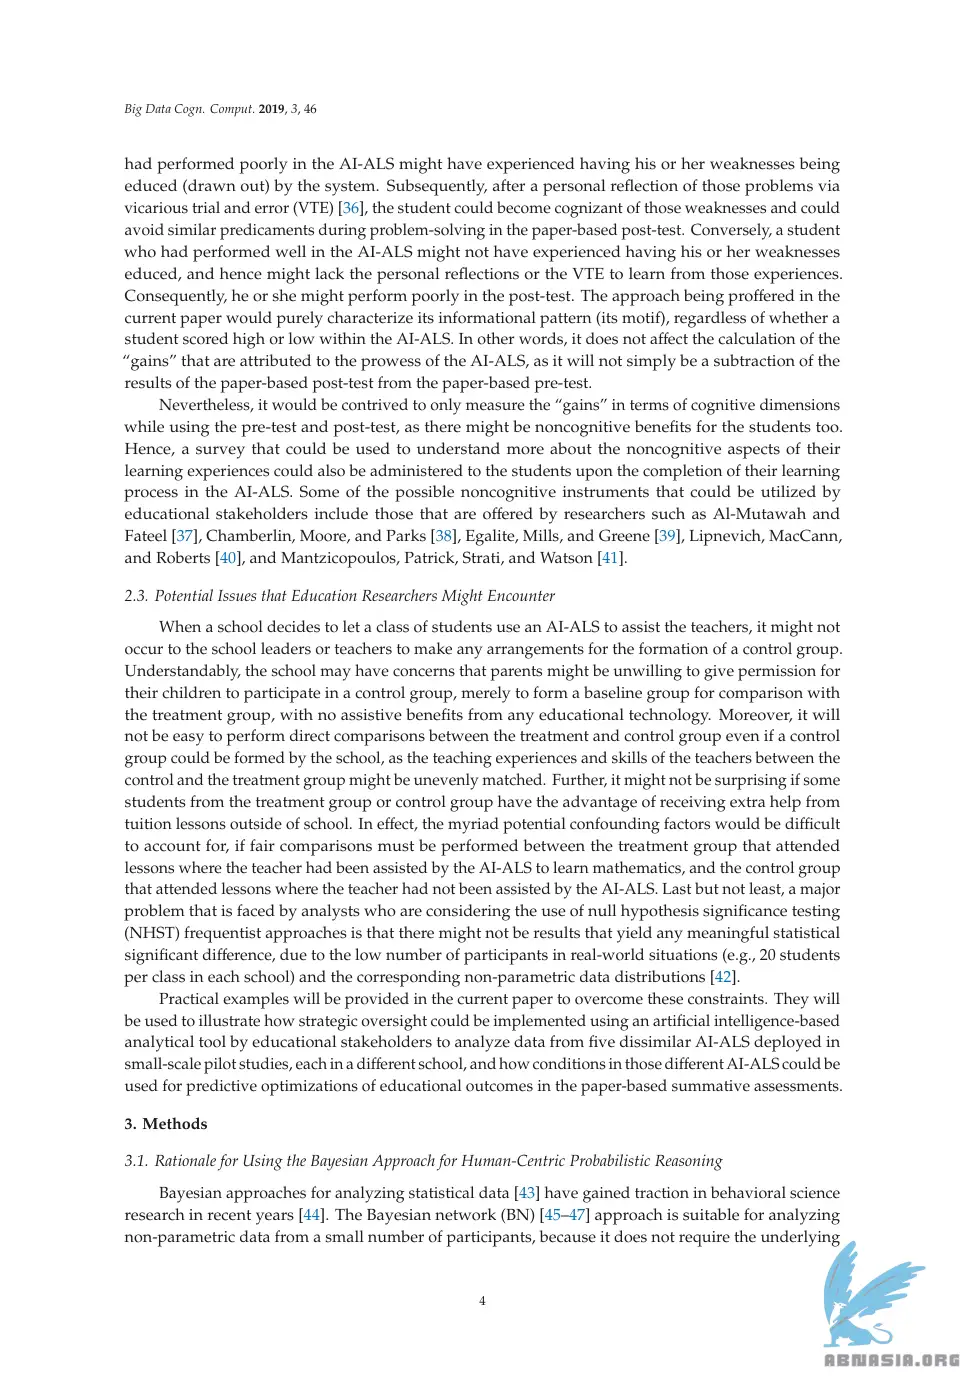 Big Data Cogn. Comput. 2019, 3, 46
had performed poorly in the AI-ALS might have experienced having his or her weaknesses being
educed (drawn out) by the system. Subsequently, after a personal reflection of those problems via
vicarious trial and error (VTE) [36], the student could become cognizant of those weaknesses and could
avoid similar predicaments during problem-solving in the paper-based post-test. Conversely, a student
who had performed well in the AI-ALS might not have experienced having his or her weaknesses
educed, and hence might lack the personal reflections or the VTE to learn from those experiences.
Consequently, he or she might perform poorly in the post-test. The approach being proffered in the
current paper would purely characterize its informational pattern (its motif), regardless of whether a
student scored high or low within the AI-ALS. In other words, it does not affect the calculation of the
“gains” that are attributed to the prowess of the AI-ALS, as it will not simply be a subtraction of the
results of the paper-based post-test from the paper-based pre-test.
Nevertheless, it would be contrived to only measure the “gains” in terms of cognitive dimensions
while using the pre-test and post-test, as there might be noncognitive benefits for the students too.
Hence, a survey that could be used to understand more about the noncognitive aspects of their
learning experiences could also be administered to the students upon the completion of their learning
process in the AI-ALS. Some of the possible noncognitive instruments that could be utilized by
educational stakeholders include those that are offered by researchers such as Al-Mutawah and
Fateel [37], Chamberlin, Moore, and Parks [38], Egalite, Mills, and Greene [39], Lipnevich, MacCann,
and Roberts [40], and Mantzicopoulos, Patrick, Strati, and Watson [41].
2.3. Potential Issues that Education Researchers Might Encounter
When a school decides to let a class of students use an AI-ALS to assist the teachers, it might not
occur to the school leaders or teachers to make any arrangements for the formation of a control group.
Understandably, the school may have concerns that parents might be unwilling to give permission for
their children to participate in a control group, merely to form a baseline group for comparison with
the treatment group, with no assistive benefits from any educational technology. Moreover, it will
not be easy to perform direct comparisons between the treatment and control group even if a control
group could be formed by the school, as the teaching experiences and skills of the teachers between the
control and the treatment group might be unevenly matched. Further, it might not be surprising if some
students from the treatment group or control group have the advantage of receiving extra help from
tuition lessons outside of school. In effect, the myriad potential confounding factors would be difficult
to account for, if fair comparisons must be performed between the treatment group that attended
lessons where the teacher had been assisted by the AI-ALS to learn mathematics, and the control group
that attended lessons where the teacher had not been assisted by the AI-ALS. Last but not least, a major
problem that is faced by analysts who are considering the use of null hypothesis significance testing
(NHST) frequentist approaches is that there might not be results that yield any meaningful statistical
significant difference, due to the low number of participants in real-world situations (e.g., 20 students
per class in each school) and the corresponding non-parametric data distributions [42].
Practical examples will be provided in the current paper to overcome these constraints. They will
be used to illustrate how strategic oversight could be implemented using an artificial intelligence-based
analytical tool by educational stakeholders to analyze data from five dissimilar AI-ALS deployed in
small-scale pilot studies, each in a different school, and how conditions in those different AI-ALS could be
used for predictive optimizations of educational outcomes in the paper-based summative assessments.
3. Methods
3.1. Rationale for Using the Bayesian Approach for Human-Centric Probabilistic Reasoning
Bayesian approaches for analyzing statistical data [43] have gained traction in behavioral science
research in recent years [44]. The Bayesian network (BN) [45–47] approach is suitable for analyzing
non-parametric data from a small number of participants, because it does not require the underlying
4
ABNASIA.ORG